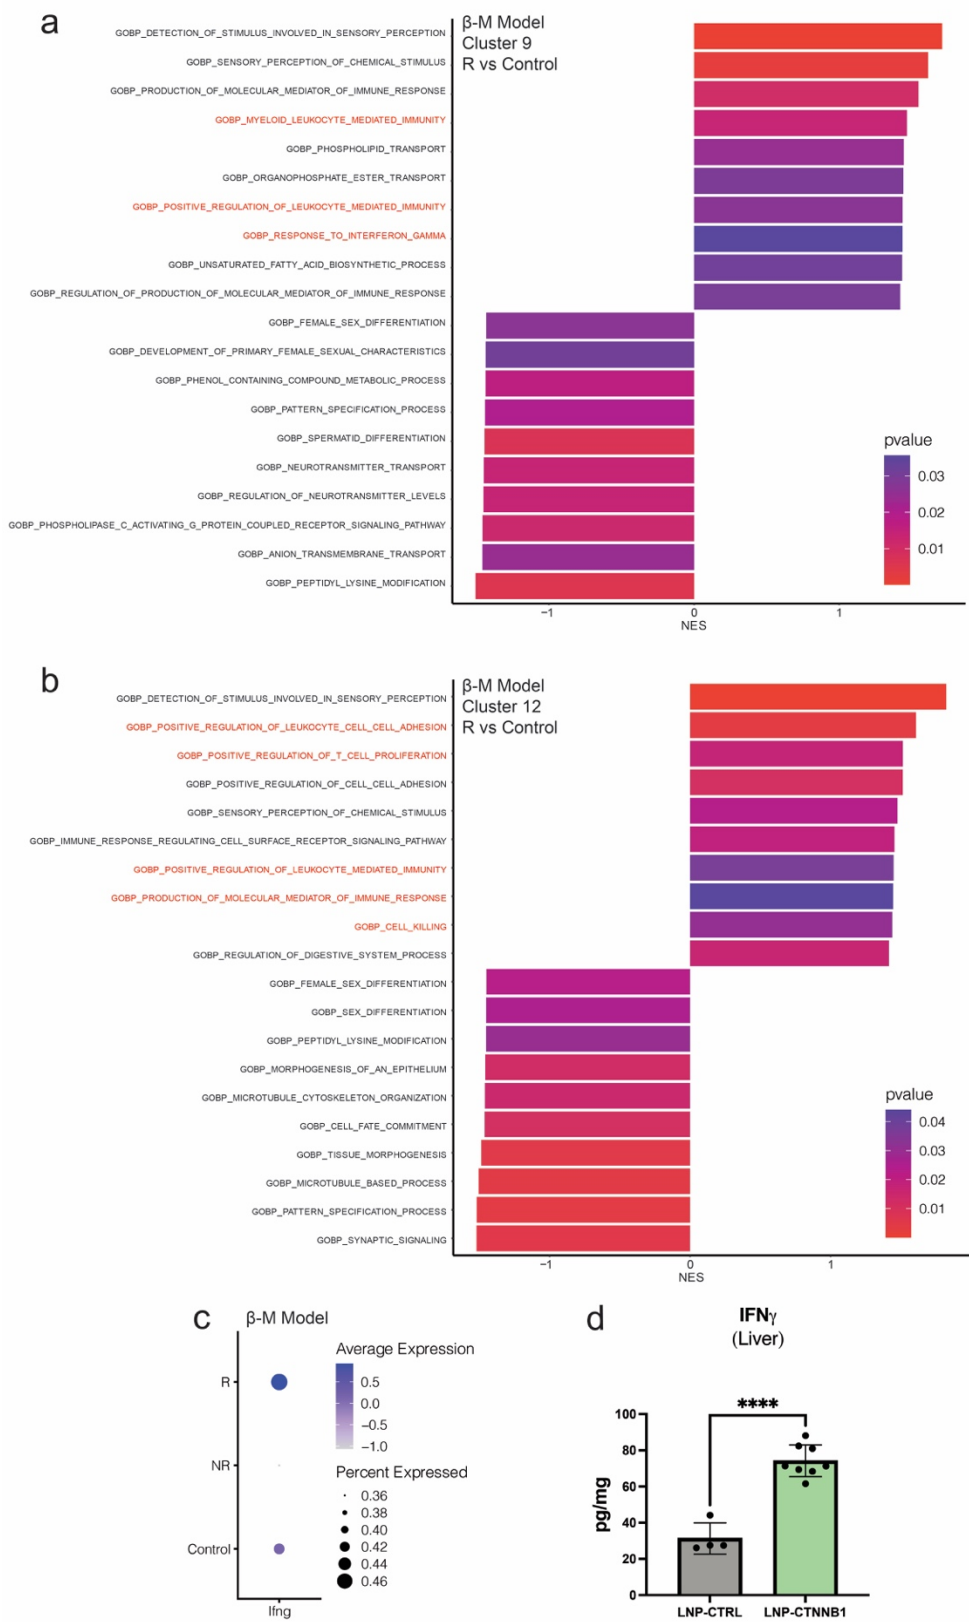 a
β-M Model
Cluster 9
R vs Control
GOBP_DETECTION_OF_STIMULUS_INVOLVED_IN_SENSORY_PERCEPTION
GOBP_SENSORY_PERCEPTION_OF_CHEMICAL_STIMULUS
GOBP_PRODUCTION_OF_MOLECULAR_MEDIATOR_OF_IMMUNE_RESPONSE
GOBP_MYELOID_LEUKOCYTE_MEDIATED_IMMUNITY
GOBP_PHOSPHOLIPID_TRANSPORT
GOBP_ORGANOPHOSPHATE_ESTER_TRANSPORT
GOBP_POSITIVE_REGULATION_OF_LEUKOCYTE_MEDIATED_IMMUNITY
GOBP_RESPONSE_TO_INTERFERON_GAMMA
GOBP_UNSATURATED_FATTY_ACID_BIOSYNTHETIC_PROCESS
GOBP_REGULATION_OF_PRODUCTION_OF_MOLECULAR_MEDIATOR_OF_IMMUNE_RESPONSE
GOBP_FEMALE_SEX_DIFFERENTIATION
GOBP_DEVELOPMENT_OF_PRIMARY_FEMALE_SEXUAL_CHARACTERISTICS
GOBP_PHENOL_CONTAINING_COMPOUND_METABOLIC_PROCESS
GOBP_PATTERN_SPECIFICATION_PROCESS
GOBP_SPERMATID_DIFFERENTIATION
GOBP_NEUROTRANSMITTER_TRANSPORT
GOBP_REGULATION_OF_NEUROTRANSMITTER_LEVELS
GOBP_PHOSPHOLIPASE_C_ACTIVATING_G_PROTEIN_COUPLED_RECEPTOR_SIGNALING_PATHWAY
GOBP_ANION_TRANSMEMBRANE_TRANSPORT
GOBP_PEPTIDYL_LYSINE_MODIFICATION
pvalue
0.03
0.02
0.01
−1 0 1
NES
b
β-M Model
Cluster 12
R vs Control
GOBP_DETECTION_OF_STIMULUS_INVOLVED_IN_SENSORY_PERCEPTION
GOBP_POSITIVE_REGULATION_OF_LEUKOCYTE_CELL_CELL_ADHESION
GOBP_POSITIVE_REGULATION_OF_T_CELL_PROLIFERATION
GOBP_POSITIVE_REGULATION_OF_CELL_CELL_ADHESION
GOBP_SENSORY_PERCEPTION_OF_CHEMICAL_STIMULUS
GOBP_IMMUNE_RESPONSE_REGULATING_CELL_SURFACE_RECEPTOR_SIGNALING_PATHWAY
GOBP_POSITIVE_REGULATION_OF_LEUKOCYTE_MEDIATED_IMMUNITY
GOBP_PRODUCTION_OF_MOLECULAR_MEDIATOR_OF_IMMUNE_RESPONSE
GOBP_CELL_KILLING
GOBP_REGULATION_OF_DIGESTIVE_SYSTEM_PROCESS
GOBP_FEMALE_SEX_DIFFERENTIATION
GOBP_SEX_DIFFERENTIATION
GOBP_PEPTIDYL_LYSINE_MODIFICATION
GOBP_MORPHOGENESIS_OF_AN_EPITHELIUM
GOBP_MICROTUBULE_CYTOSKELETON_ORGANIZATION
GOBP_CELL_FATE_COMMITMENT
GOBP_TISSUE_MORPHOGENESIS
GOBP_MICROTUBULE_BASED_PROCESS
GOBP_PATTERN_SPECIFICATION_PROCESS
GOBP_SYNAPTIC_SIGNALING
pvalue
0.04
0.03
0.02
0.01
−1 0 1
NES
c
β-M Model
R
NR
Control
Ifng
Average Expression
0.5
0.0
−0.5
−1.0
Percent Expressed
0.36
0.38
0.40
0.42
0.44
0.46
d
IFNγ
(Liver)
****
100
80
60
40
20
0
pg/mg
LNP-CTRL LNP-CTNNB1